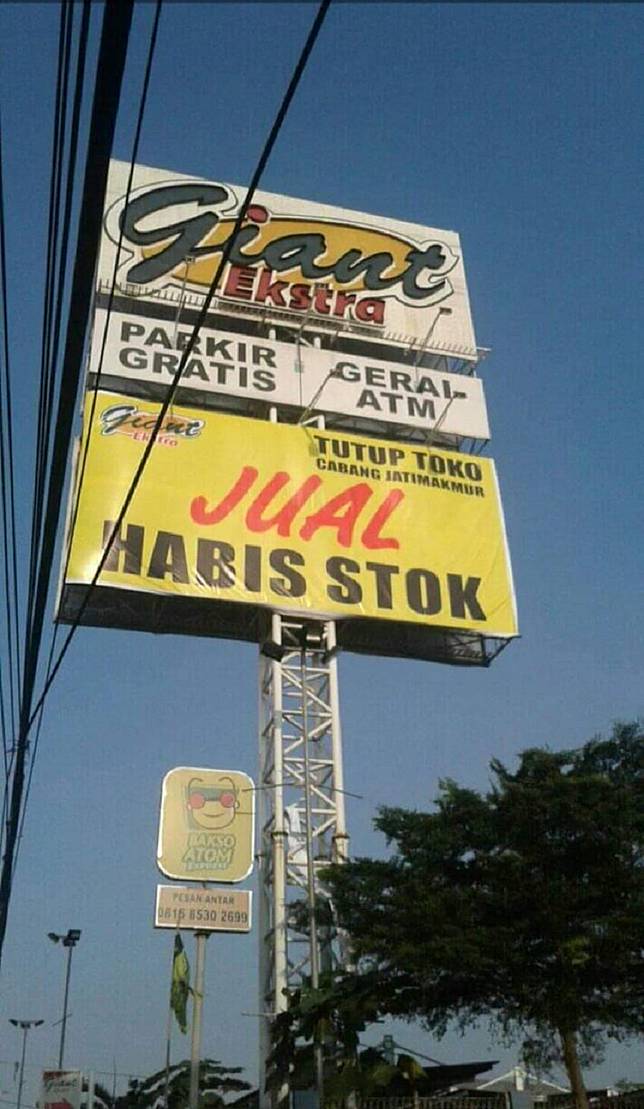 Giant
Ekstra
PARKIR
GRATIS
GERAI
ATM
Giant
Ekstra
TUTUP TOKO
CABANG JATIMAKMUR
JUAL
HABIS STOK
BAKSO
ATOM
PESAN ANTAR
0815 8530 2699
Giant